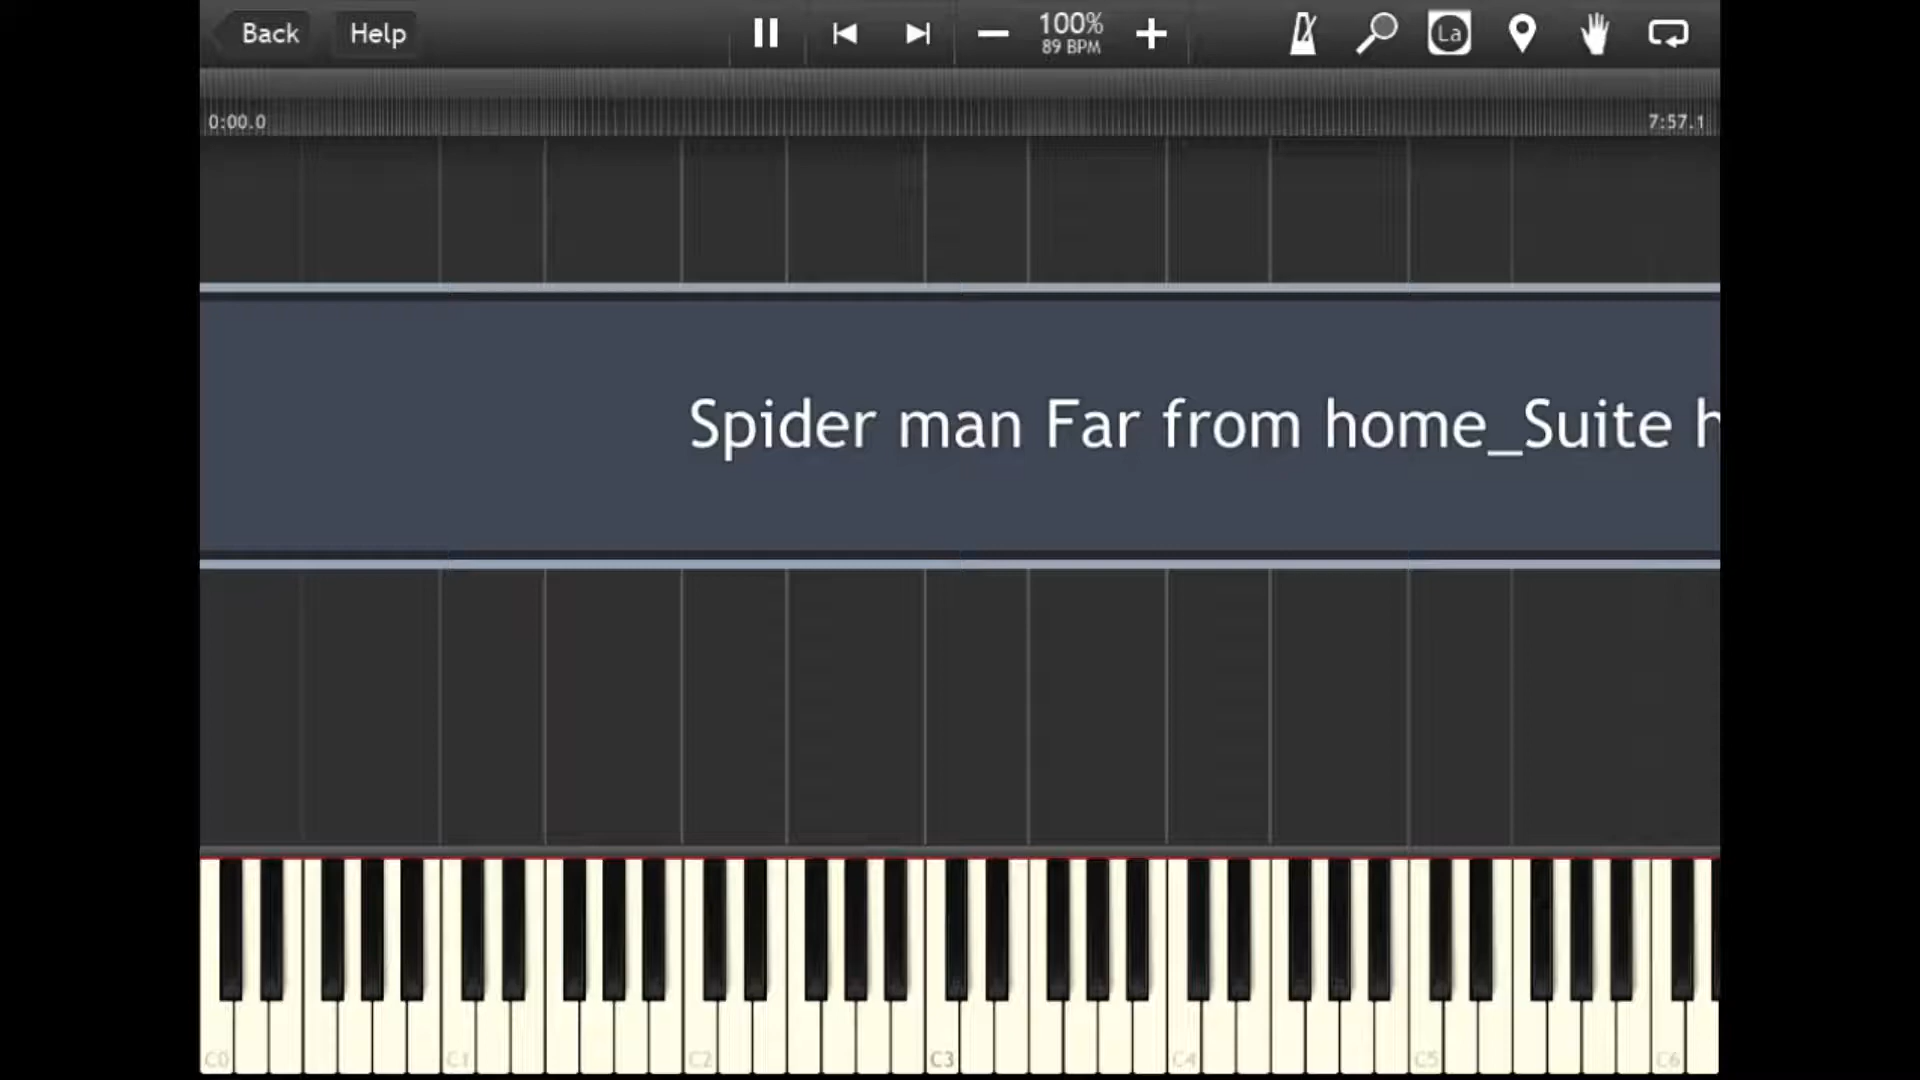 Back Help 100% La
89 BPM
0:00.0 7:57.1
Spider man Far from home_Suite h
C0 C1 C2 C3 C4 C5 C6